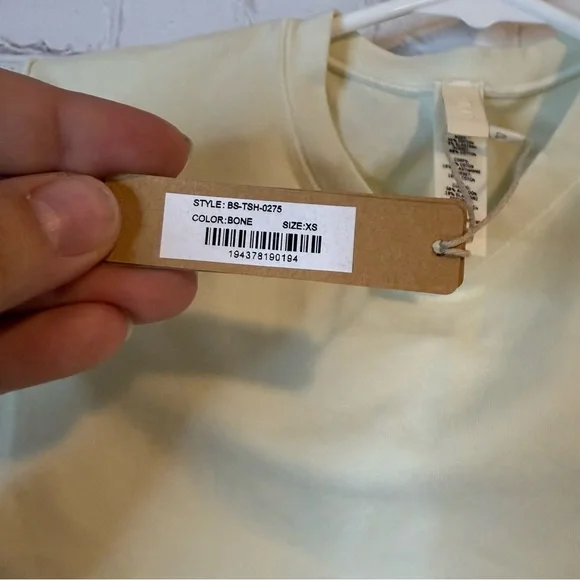 STYLE: BS-TSH-0275
COLOR:BONE SIZE:XS
194378190194